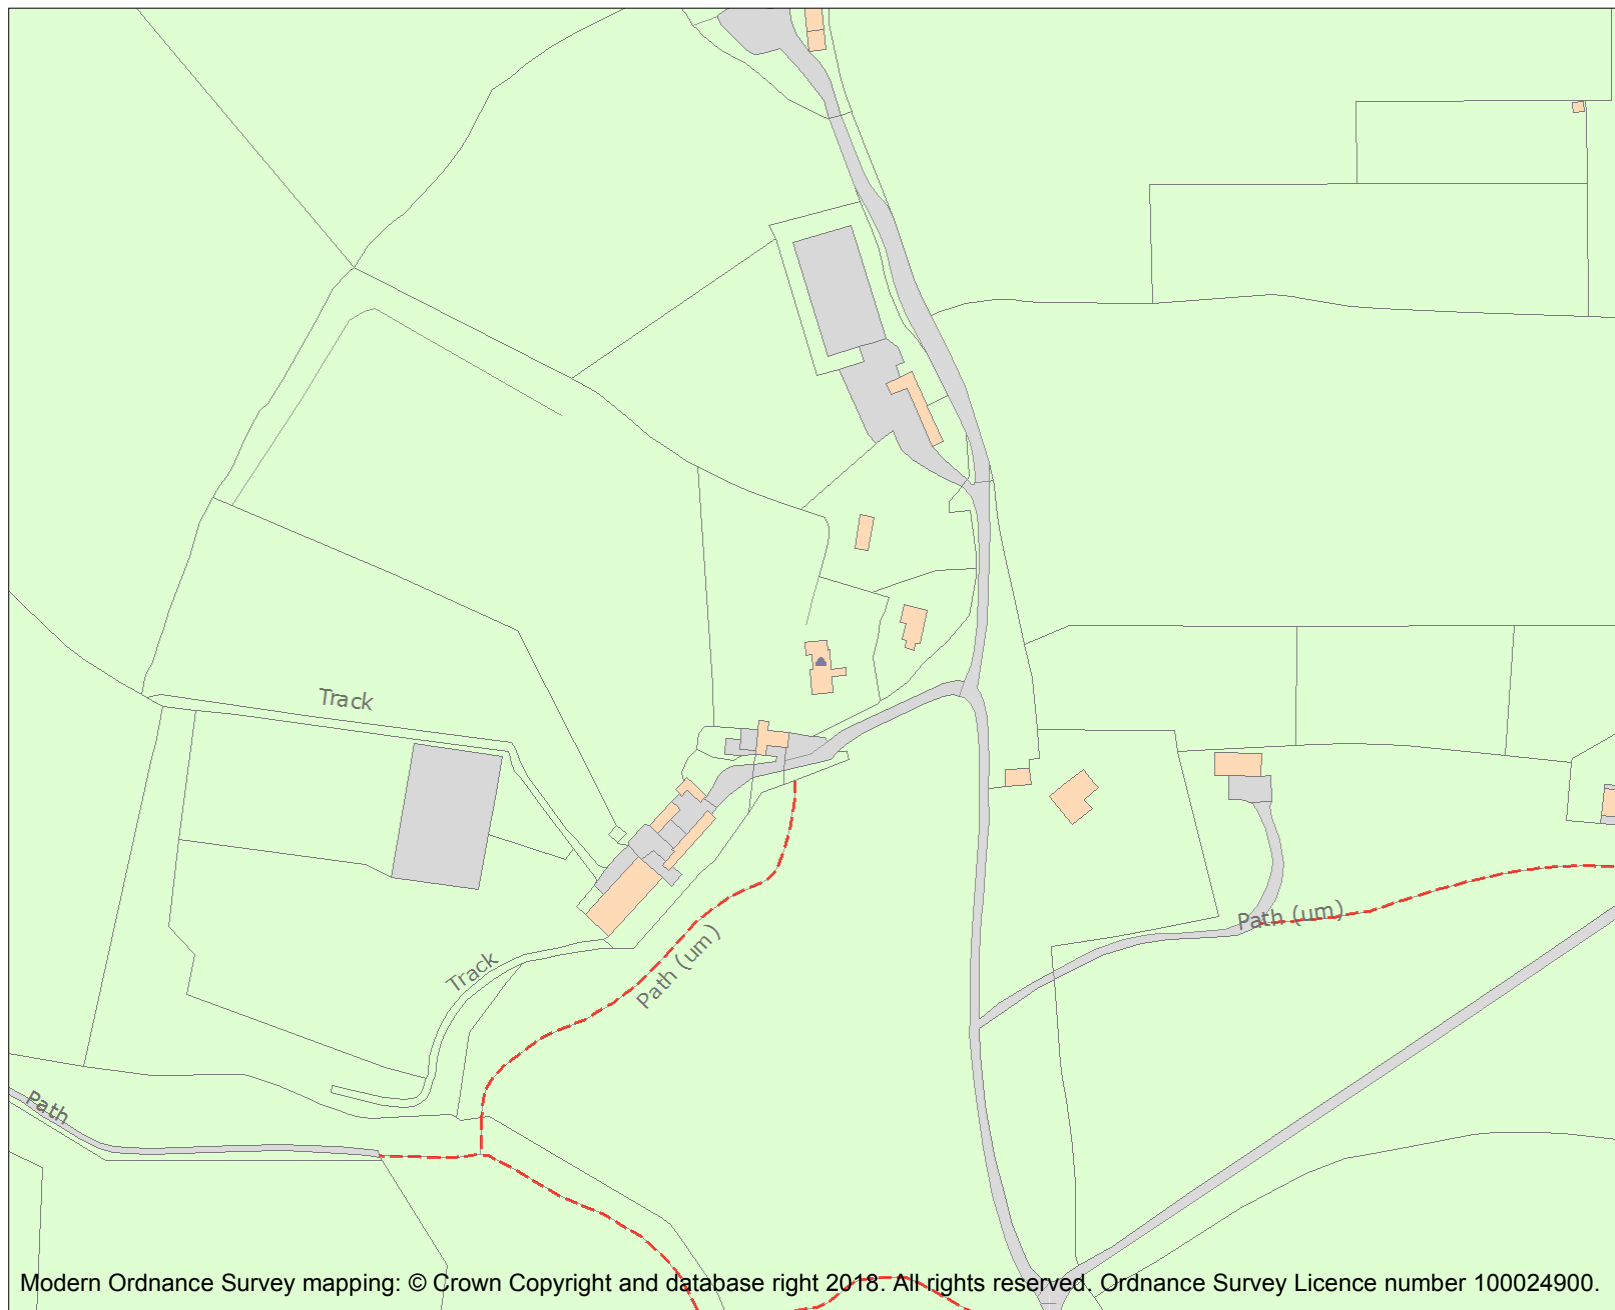 Track
Path (um)
Track
Path (um)
Path
Modern Ordnance Survey mapping: © Crown Copyright and database right 2018. All rights reserved. Ordnance Survey Licence number 100024900.